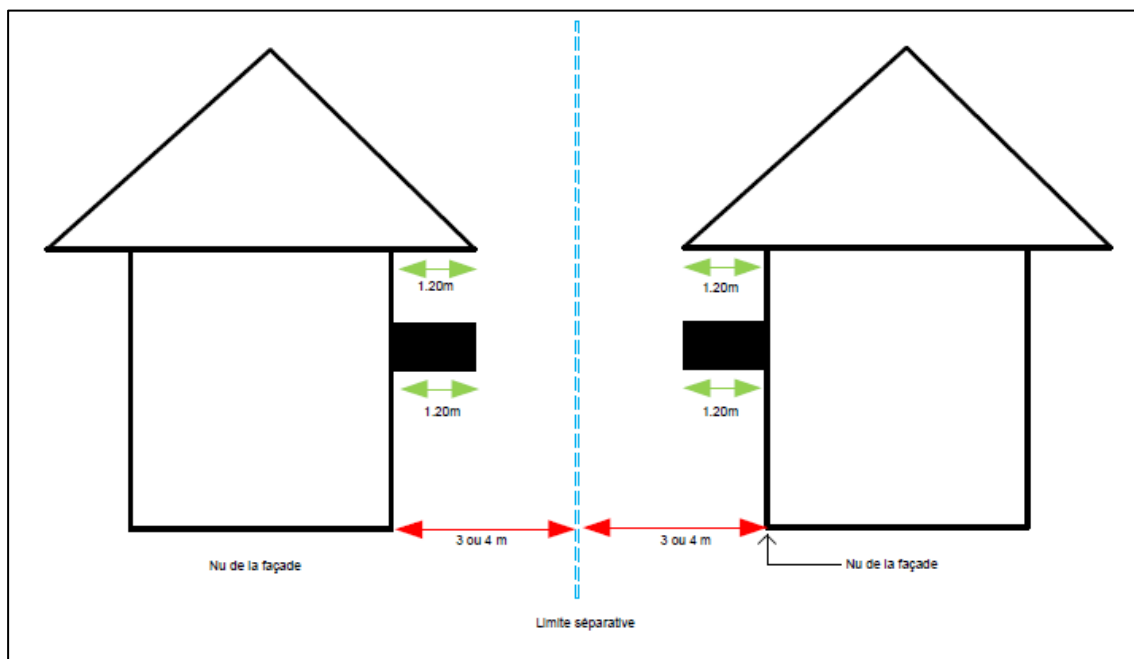 1.20m
1.20m
1.20m
1.20m
3 ou 4 m
3 ou 4 m
Nu de la façade
Nu de la façade
Limite séparative